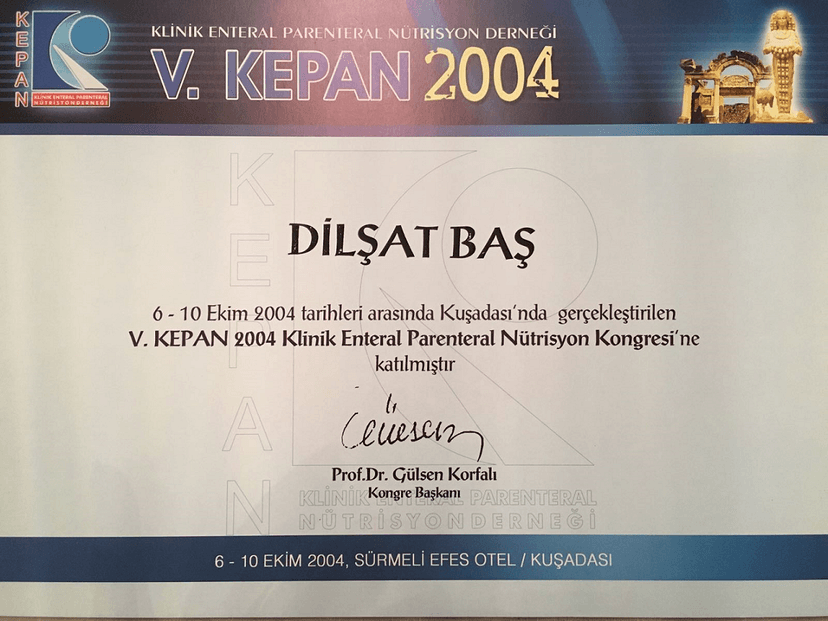 KEPAN
KLİNİK ENTERAL PARENTERAL
NÜTRİSYONDERNEĞİ
KLİNİK ENTERAL PARENTERAL NÜTRİSYON DERNEĞİ
V. KEPAN 2004
KEPAN
DİLŞAT BAŞ
6 - 10 Ekim 2004 tarihleri arasında Kuşadası'nda gerçekleştirilen
V. KEPAN 2004 Klinik Enteral Parenteral Nütrisyon Kongresi'ne
katılmıştır
Prof.Dr. Gülsen Korfalı
Kongre Başkanı
KLİNİK ENTERAL PARENTERAL
NÜTRİSYONDERNEĞİ
6 - 10 EKİM 2004, SÜRMELİ EFES OTEL / KUŞADASI